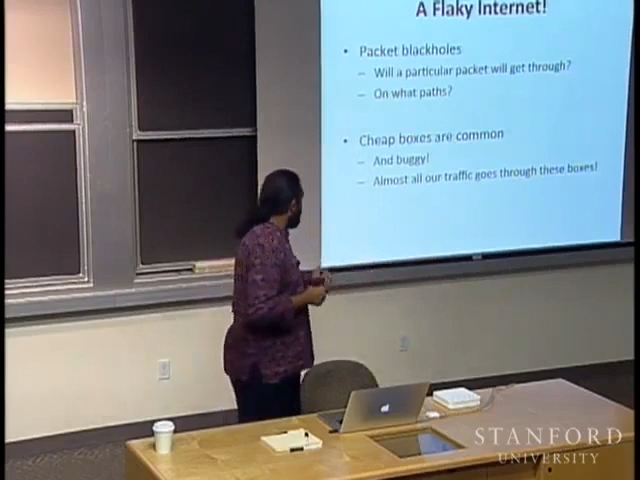 A Flaky Internet!
• Packet blackholes
– Will a particular packet will get through?
– On what paths?
• Cheap boxes are common
– And buggy!
– Almost all our traffic goes through these boxes!
STANFORD
UNIVERSITY